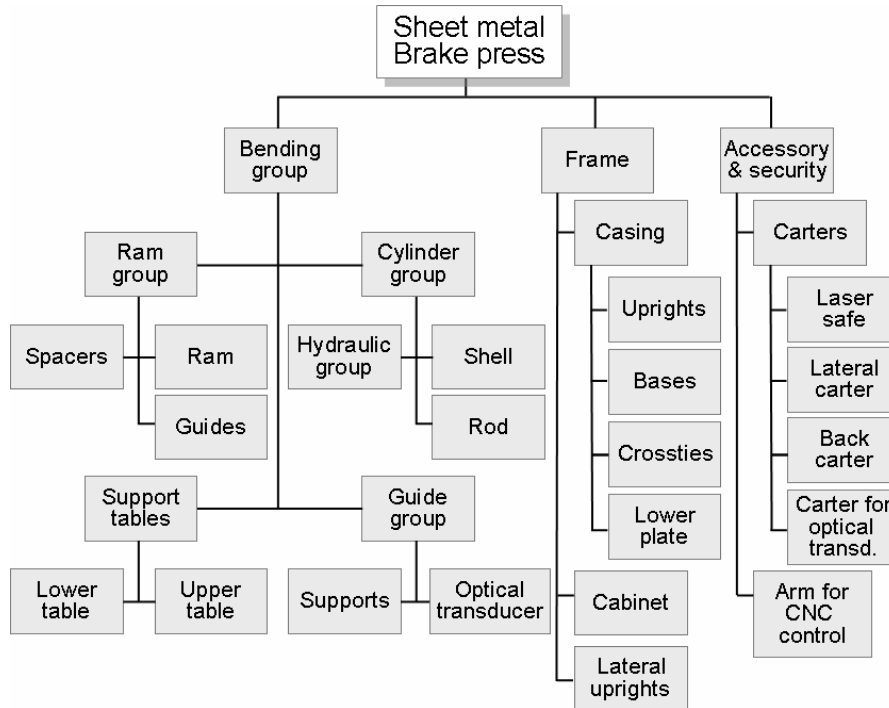 Sheet metal
Brake press
Bending
group
Frame
Accessory
& security
Ram
group
Cylinder
group
Casing
Carters
Spacers
Ram
Hydraulic
group
Shell
Uprights
Laser
safe
Guides
Rod
Bases
Lateral
carter
Support
tables
Guide
group
Crossties
Back
carter
Lower
plate
Carter for
optical
transd.
Lower
table
Upper
table
Supports
Optical
transducer
Cabinet
Arm for
CNC
control
Lateral
uprights